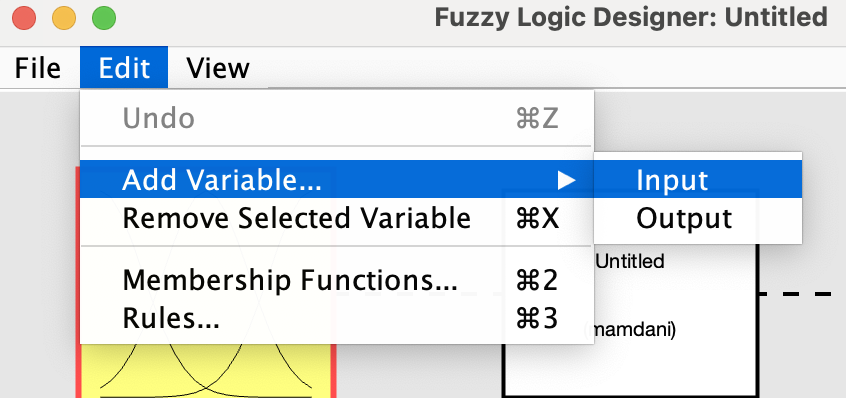 Fuzzy Logic Designer: Untitled
File Edit View
Undo ⌘Z
Add Variable... ▶ Input
Remove Selected Variable ⌘X Output
Untitled
Membership Functions... ⌘2
Rules... ⌘3
(mamdani)